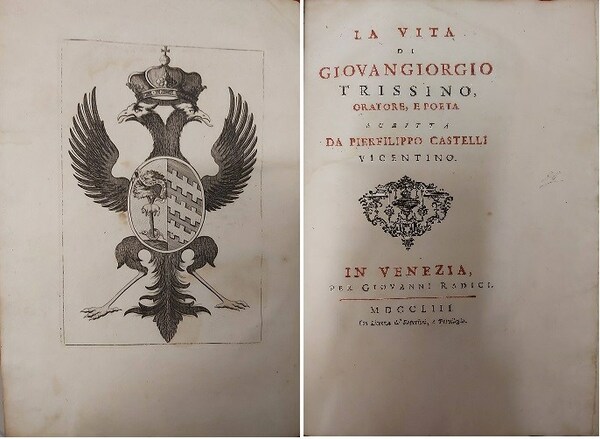 LA VITA
DI
GIOVANGIORGIO
TRISSINO,
ORATORE, E POETA
SCRITTA
DA PIERFILIPPO CASTELLI
VICENTINO.
IN VENEZIA,
PER GIOVANNI RADICI.
MDCCLIII
Con Licenza de' Superiori, e Privilegio.